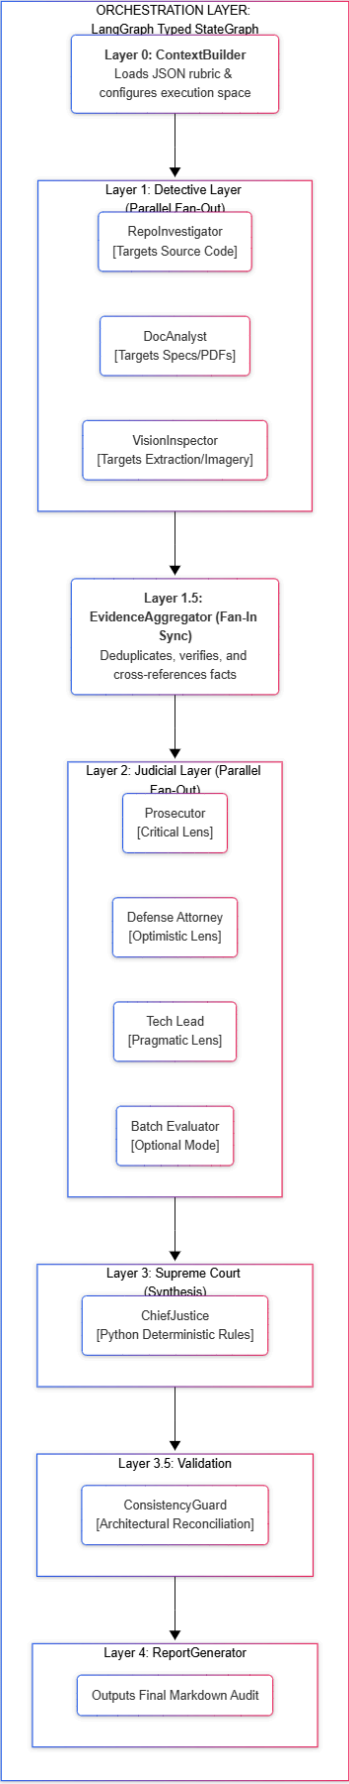 ORCHESTRATION LAYER:
LangGraph Typed StateGraph
Layer 0: ContextBuilder
Loads JSON rubric &
configures execution space
Layer 1: Detective Layer
(Parallel Fan-Out)
RepoInvestigator
[Targets Source Code]
DocAnalyst
[Targets Specs/PDFs]
VisionInspector
[Targets Extraction/Imagery]
Layer 1.5:
EvidenceAggregator (Fan-In
Sync)
Deduplicates, verifies, and
cross-references facts
Layer 2: Judicial Layer (Parallel
Fan-Out)
Prosecutor
[Critical Lens]
Defense Attorney
[Optimistic Lens]
Tech Lead
[Pragmatic Lens]
Batch Evaluator
[Optional Mode]
Layer 3: Supreme Court
(Synthesis)
ChiefJustice
[Python Deterministic Rules]
Layer 3.5: Validation
ConsistencyGuard
[Architectural Reconciliation]
Layer 4: ReportGenerator
Outputs Final Markdown Audit